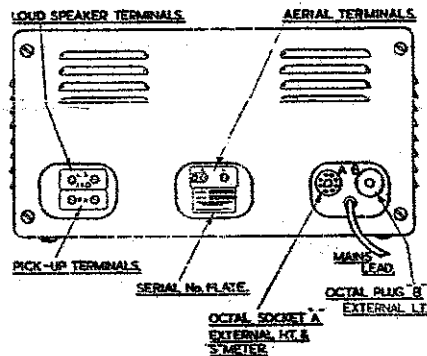 LOUD SPEAKER TERMINALS.
AERIAL TERMINALS.
A B
PICK-UP TERMINALS.
SERIAL No. PLATE.
MAINS
LEAD.
OCTAL PLUG "B"
EXTERNAL L.T.
OCTAL SOCKET "A"
EXTERNAL H.T. &
"S" METER.